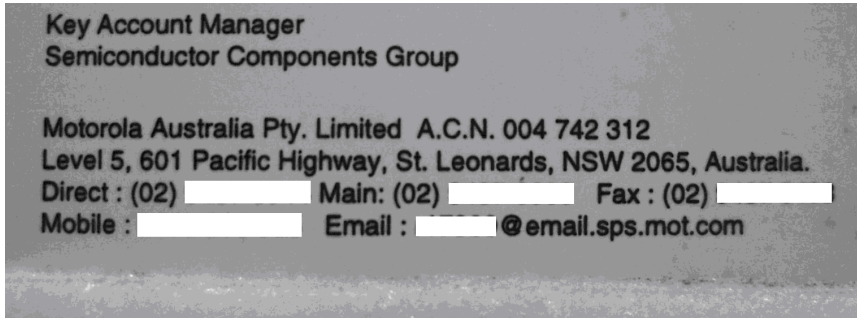 Key Account Manager
Semiconductor Components Group
Motorola Australia Pty. Limited A.C.N. 004 742 312
Level 5, 601 Pacific Highway, St. Leonards, NSW 2065, Australia.
Direct : (02) Main: (02) Fax : (02)
Mobile : Email : @email.sps.mot.com